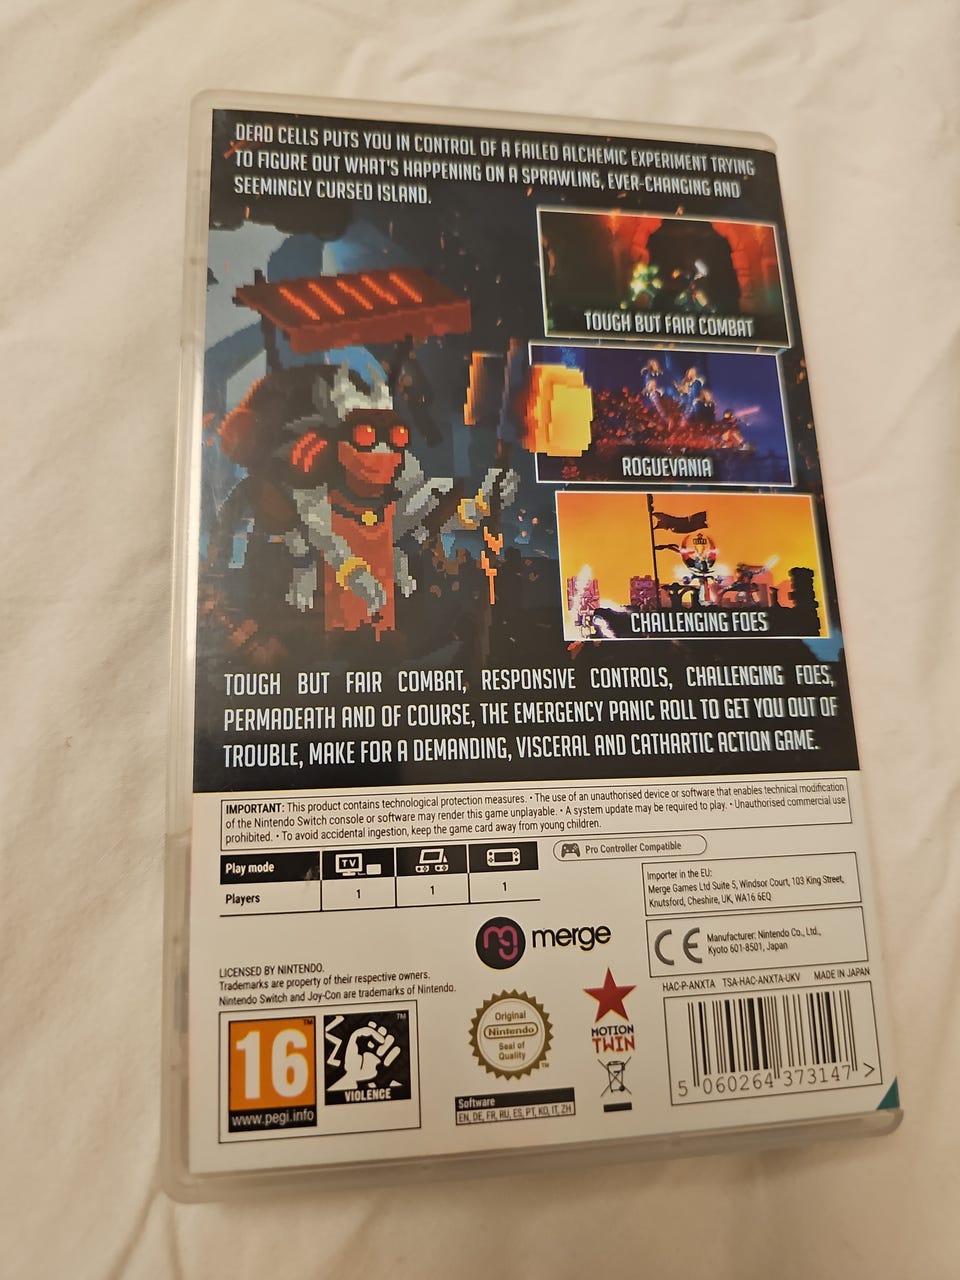 DEAD CELLS PUTS YOU IN CONTROL OF A FAILED ALCHEMIC EXPERIMENT TRYING
TO FIGURE OUT WHAT'S HAPPENING ON A SPRAWLING, EVER-CHANGING AND
SEEMINGLY CURSED ISLAND.
TOUGH BUT FAIR COMBAT
ROGUEVANIA
CHALLENGING FOES
TOUGH BUT FAIR COMBAT, RESPONSIVE CONTROLS, CHALLENGING FOES,
PERMADEATH AND OF COURSE, THE EMERGENCY PANIC ROLL TO GET YOU OUT OF
TROUBLE, MAKE FOR A DEMANDING, VISCERAL AND CATHARTIC ACTION GAME.
IMPORTANT: This product contains technological protection measures. • The use of an unauthorised device or software that enables technical modification
of the Nintendo Switch console or software may render this game unplayable. • A system update may be required to play. • Unauthorised commercial use
prohibited. • To avoid accidental ingestion, keep the game card away from young children.
Play mode
TV
Players
1
1
1
Pro Controller Compatible
Importer in the EU:
Merge Games Ltd Suite 5, Windsor Court, 103 King Street,
Knutsford, Cheshire, UK, WA16 6EQ
mg merge
CE
Manufacturer: Nintendo Co., Ltd.,
Kyoto 601-8501, Japan
LICENSED BY NINTENDO.
Trademarks are property of their respective owners.
Nintendo Switch and Joy-Con are trademarks of Nintendo.
HAC-P-ANXTA TSA-HAC-ANXTA-UKV MADE IN JAPAN
16 TM
www.pegi.info
TM
VIOLENCE
Original
Nintendo
Seal of
Quality
TM
MOTION
TWIN
Software
EN, DE, FR, RU, ES, PT, KO, IT, ZH
5 060264 373147 >